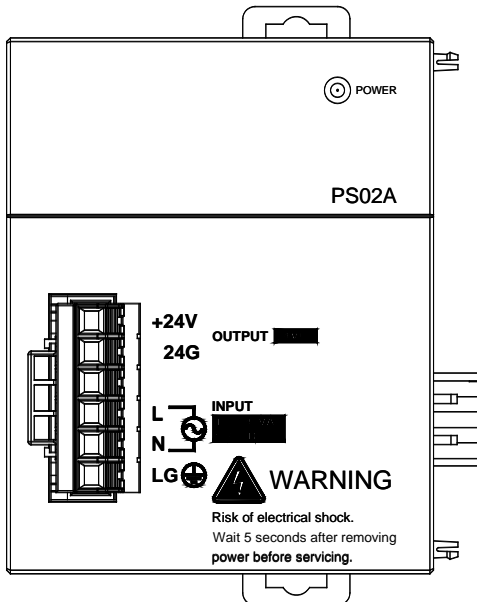 POWER
PS02A
+24V
24G
OUTPUT
L
INPUT
N
LG
WARNING
Risk of electrical shock.
Wait 5 seconds after removing
power before servicing.